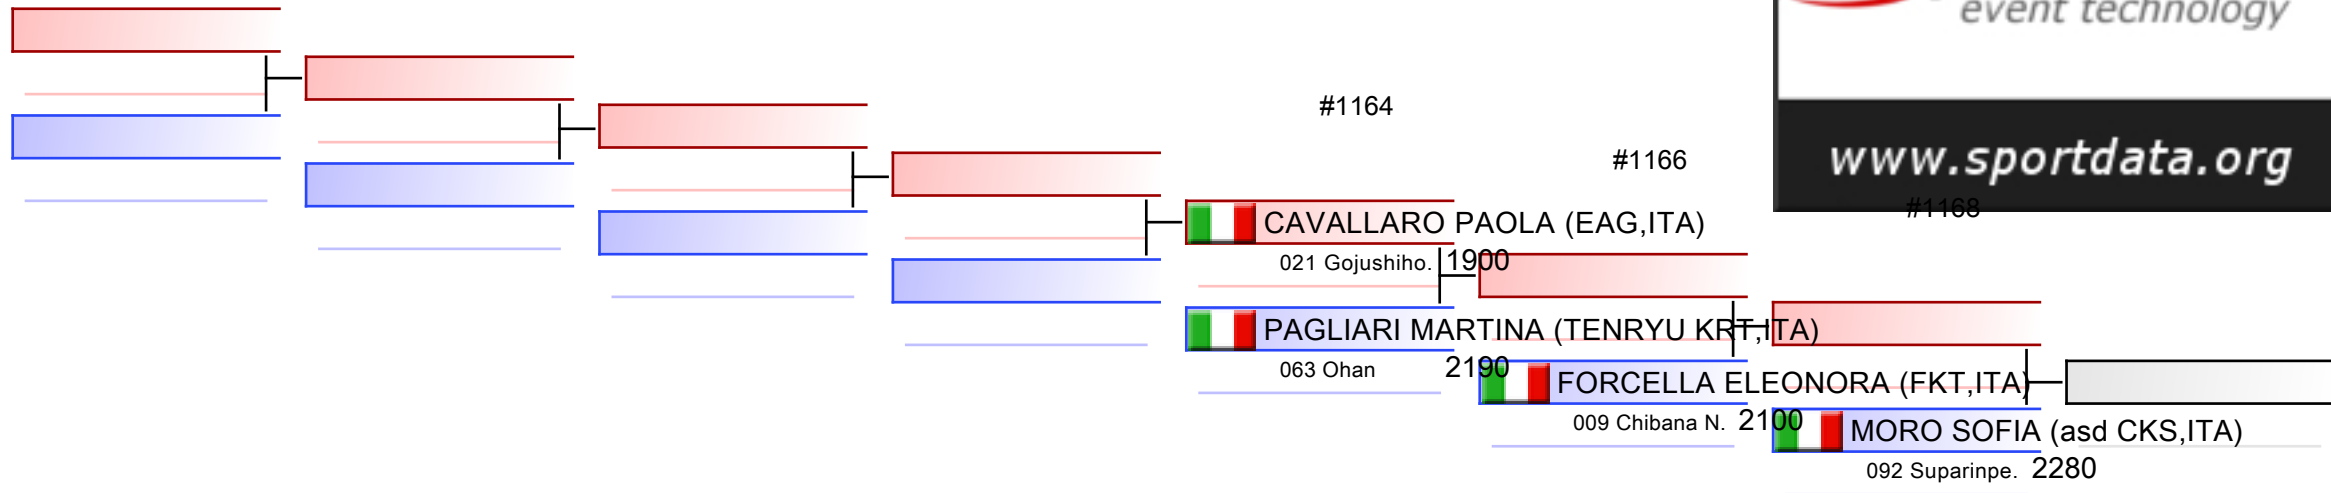 event technology
#1164
#1166
www.sportdata.org
#1168
CAVALLARO PAOLA (EAG,ITA)
021 Gojushiho. 1900
PAGLIARI MARTINA (TENRYU KRT,ITA)
063 Ohan 2190
FORCELLA ELEONORA (FKT,ITA)
009 Chibana N. 2100
MORO SOFIA (asd CKS,ITA)
092 Suparinpe. 2280